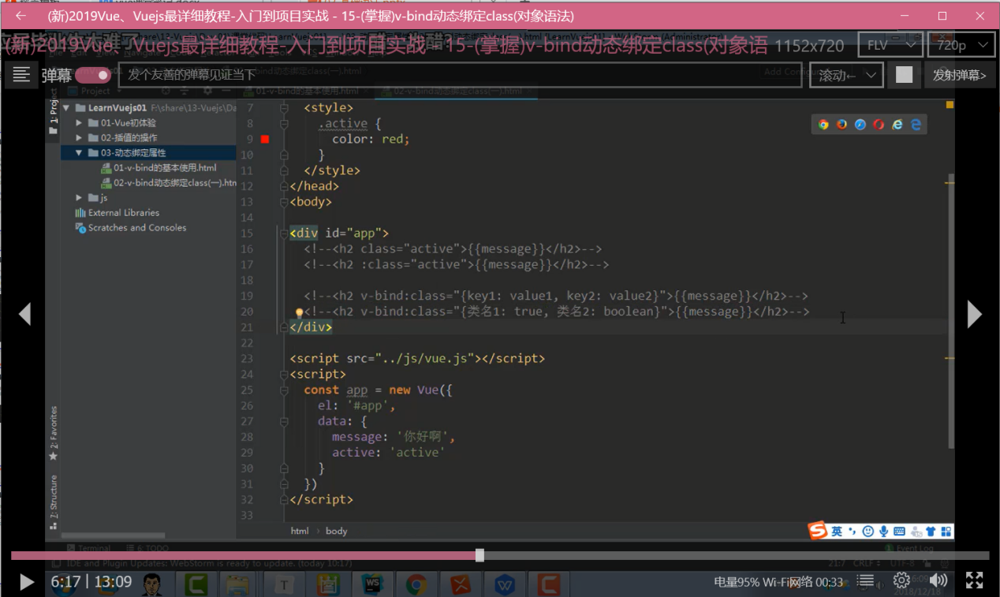 (新)2019Vue、Vuejs最详细教程-入门到项目实战 - 15-(掌握)v-bind动态绑定class(对象语法)
(新)2019Vue、Vuejs最详细教程-入门到项目实战 - 15-(掌握)v-bind动态绑定class(对象语
1152x720
FLV
720p
弹幕
发个友善的弹幕见证当下
滚动←
发射弹幕>
Project
01-v-bind的基本使用.html
02-v-bind动态绑定class(一).html
1: Project
LearnVuejs01 F:\share\13-Vuejs\Da
01-Vue初体验
02-插值的操作
03-动态绑定属性
01-v-bind的基本使用.html
02-v-bind动态绑定class(一).htm
js
External Libraries
Scratches and Consoles
7 <style>
8 .active {
9 color: red;
10 }
11 </style>
12 </head>
13 <body>
14
15 <div id="app">
16 <!--<h2 class="active">{{message}}</h2>-->
17 <!--<h2 :class="active">{{message}}</h2>-->
18
19 <!--<h2 v-bind:class="{key1: value1, key2: value2}">{{message}}</h2>-->
20 <!--<h2 v-bind:class="{类名1: true, 类名2: boolean}">{{message}}</h2>-->
21 </div>
22
23 <script src="../js/vue.js"></script>
24 <script>
25 const app = new Vue({
26 el: '#app',
27 data: {
28 message: '你好啊',
29 active: 'active'
30 }
31 })
32 </script>
33
html › body
2: Favorites
7: Structure
英
Terminal
6: TODO
Event Log
IDE and Plugin Updates: WebStorm is ready to update. (today 10:17)
21:7 CRLF UTF-8
6:17 | 13:09
电量95% Wi-Fi网络 00:33
2018/12/18